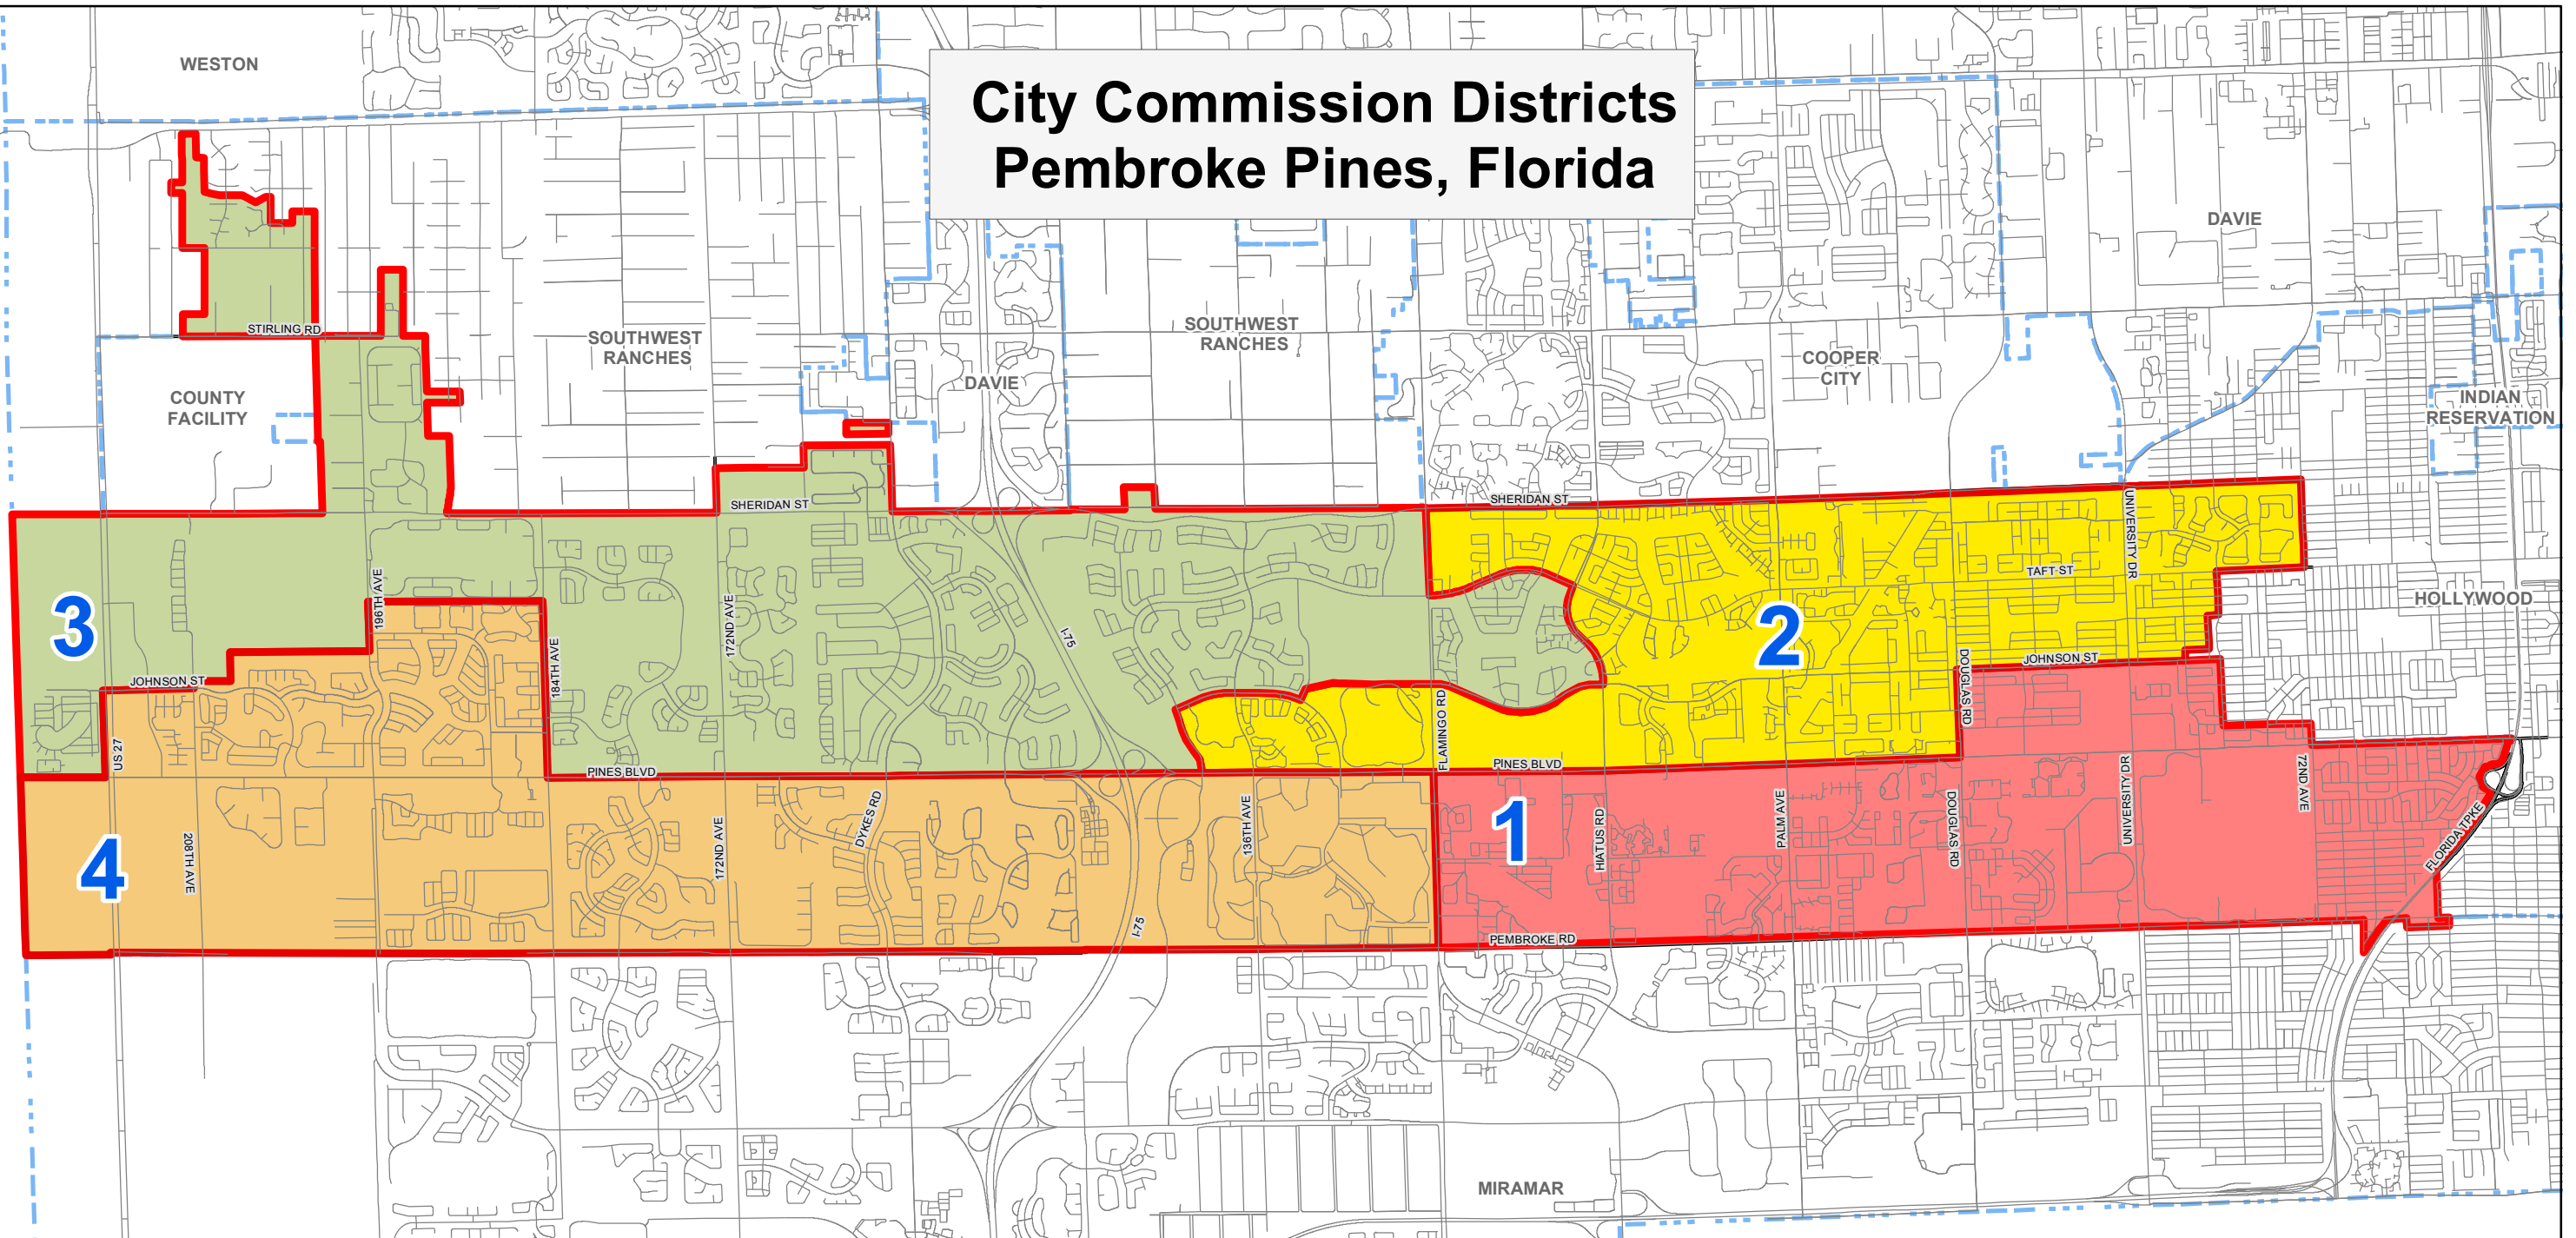 WESTON
City Commission Districts
Pembroke Pines, Florida
DAVIE
STIRLING RD
SOUTHWEST
RANCHES
SOUTHWEST
RANCHES
DAVIE
COOPER
CITY
COUNTY
FACILITY
INDIAN
RESERVATION
SHERIDAN ST
SHERIDAN ST
UNIVERSITY DR
TAFT ST
HOLLYWOOD
196TH AVE
172ND AVE
I-75
3
2
184TH AVE
JOHNSON ST
JOHNSON ST
DOUGLAS RD
FLAMINGO RD
US 27
PINES BLVD
PINES BLVD
UNIVERSITY DR
72ND AVE
1
4
208TH AVE
172ND AVE
DYKES RD
136TH AVE
HIATUS RD
PALM AVE
DOUGLAS RD
FLORIDA TPKE
I-75
PEMBROKE RD
MIRAMAR